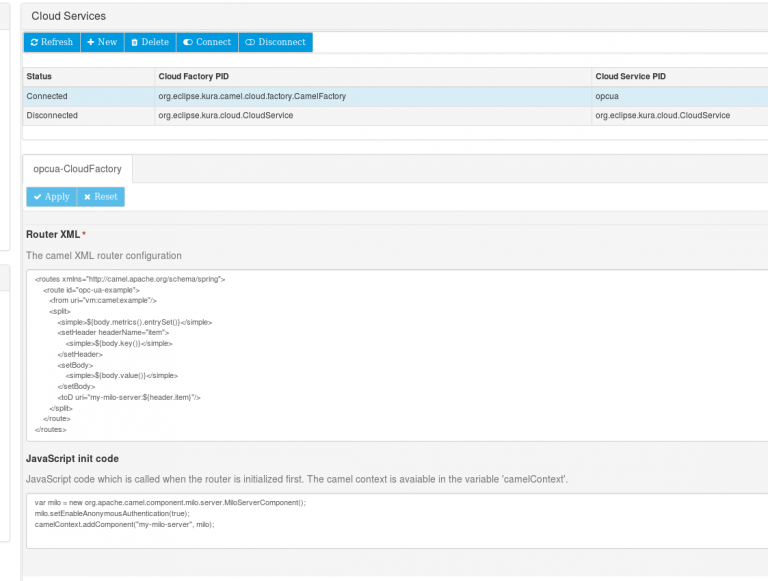 Cloud Services
Refresh New Delete Connect Disconnect
Status Cloud Factory PID Cloud Service PID
Connected org.eclipse.kura.camel.cloud.factory.CamelFactory opcua
Disconnected org.eclipse.kura.cloud.CloudService org.eclipse.kura.cloud.CloudService
opcua-CloudFactory
Apply Reset
Router XML*
The camel XML router configuration
<routes xmlns="http://camel.apache.org/schema/spring">
<route id="opc-ua-example">
<from uri="vm:camel:example"/>
<split>
<simple>${body.metrics().entrySet()}</simple>
<setHeader headerName="item">
<simple>${body.key()}</simple>
</setHeader>
<setBody>
<simple>${body.value()}</simple>
</setBody>
<toD uri="my-milo-server:${header.item}"/>
</split>
</route>
</routes>
JavaScript init code
JavaScript code which is called when the router is initialized first. The camel context is avaiable in the variable 'camelContext'.
var milo = new org.apache.camel.component.milo.server.MiloServerComponent();
milo.setEnableAnonymousAuthentication(true);
camelContext.addComponent("my-milo-server", milo);